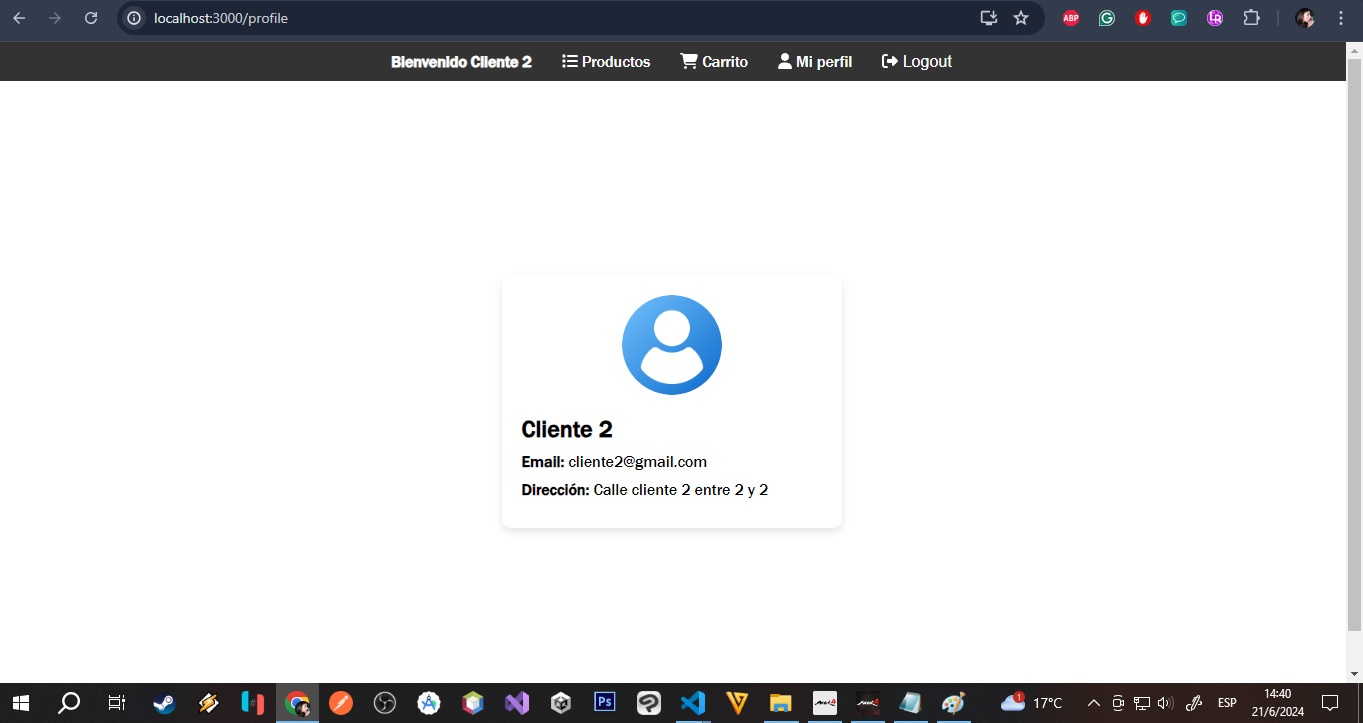 localhost:3000/profile
ABP
Bienvenido Cliente 2 Productos Carrito Mi perfil Logout
Cliente 2
Email: cliente2@gmail.com
Dirección: Calle cliente 2 entre 2 y 2
Ps
1
17°C
ESP
14:40
21/6/2024